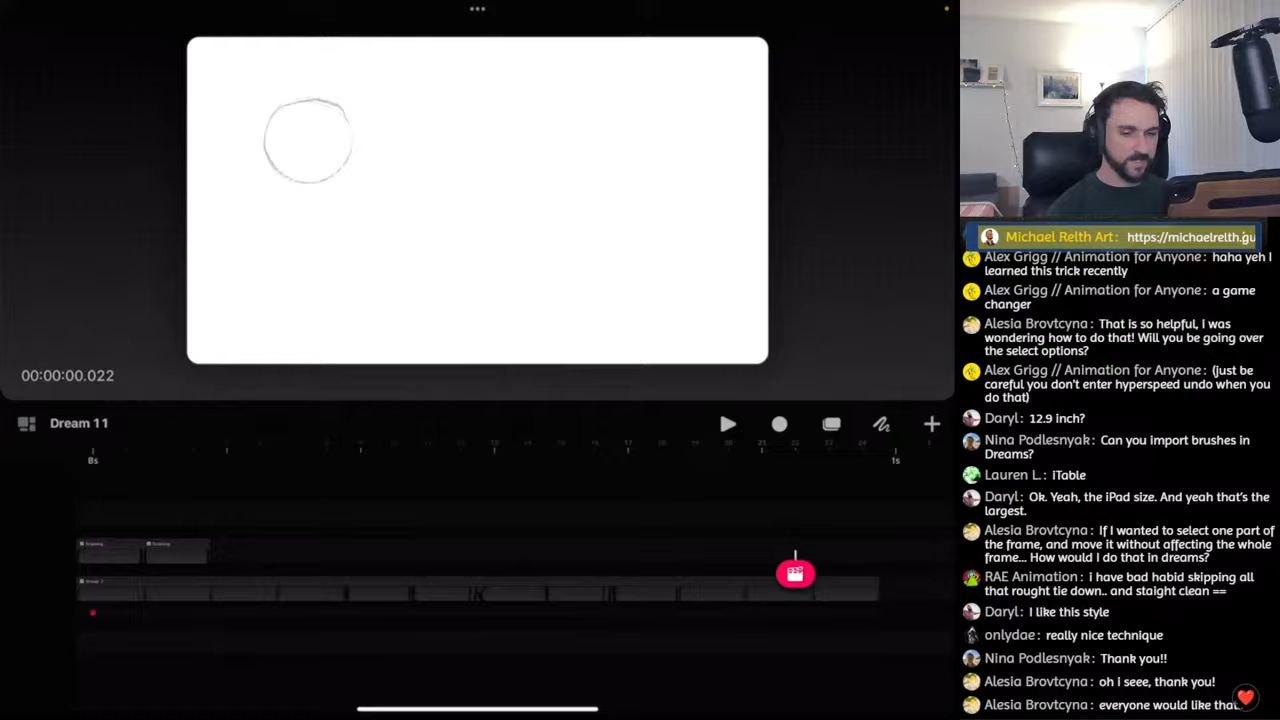 00:00:00.022
Dream 11
21
22
0s
1s
Michael Relth Art: https://michaelrelth.gu
Alex Grigg // Animation for Anyone: haha yeh I
learned this trick recently
Alex Grigg // Animation for Anyone: a game
changer
Alesia Brovtcyna: That is so helpful, i was
wondering how to do that! Will you be going over
the select options?
Alex Grigg // Animation for Anyone: (just be
careful you don't enter hyperspeed undo when you
do that)
Daryl: 12.9 inch?
Nina Podlesnyak: Can you import brushes in
Dreams?
Lauren L.: iTable
Daryl: Ok. Yeah, the iPad size. And yeah that's the
largest.
Alesia Brovtcyna: If I wanted to select one part of
the frame, and move it without affecting the whole
frame... How would I do that in dreams?
RAE Animation: i have bad habid skipping all
that rought tie down.. and staight clean ==
Daryl: I like this style
onlydae: really nice technique
Nina Podlesnyak: Thank you!!
Alesia Brovtcyna: oh i seee, thank you!
Alesia Brovtcyna: everyone would like that